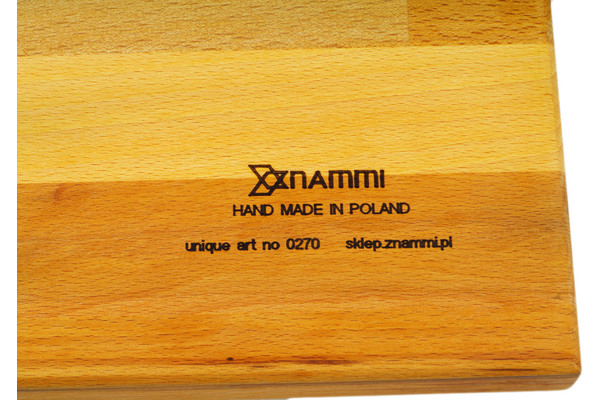 ZNAMMI
HAND MADE IN POLAND
unique art no 0270 sklep.znammi.pl